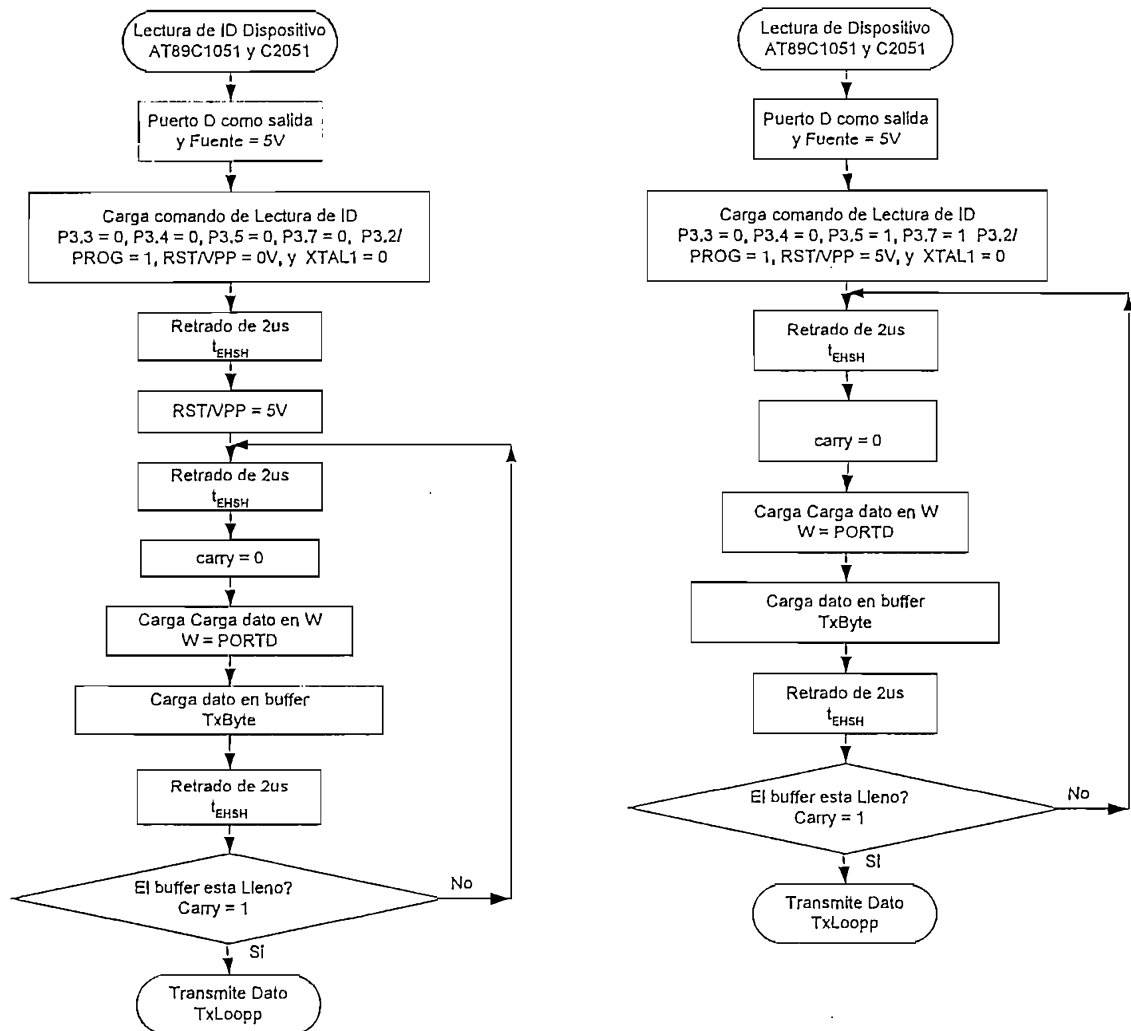 Lectura de ID Dispositivo
AT89C1051 y C2051
Puerto D como salida
y Fuente = 5V
Carga comando de Lectura de ID
P3.3 = 0, P3.4 = 0, P3.5 = 0, P3.7 = 0, P3.2/
PROG = 1, RST/VPP = 0V, y XTAL1 = 0
Retrado de 2us
tEHSH
RST/VPP = 5V
Retrado de 2us
tEHSH
carry = 0
Carga Carga dato en W
W = PORTD
Carga dato en buffer
TxByte
Retrado de 2us
tEHSH
El buffer esta Lleno?
Carry = 1
No
Sí
Transmite Dato
TxLoopp
Lectura de Dispositivo
AT89C1051 y C2051
Puerto D como salida
y Fuente = 5V
Carga comando de Lectura de ID
P3.3 = 0, P3.4 = 0, P3.5 = 1, P3.7 = 1 P3.2/
PROG = 1, RST/VPP = 5V, y XTAL1 = 0
Retrado de 2us
tEHSH
carry = 0
Carga Carga dato en W
W = PORTD
Carga dato en buffer
TxByte
Retrado de 2us
tEHSH
El buffer esta Lleno?
Carry = 1
No
Sí
Transmite Dato
TxLoopp